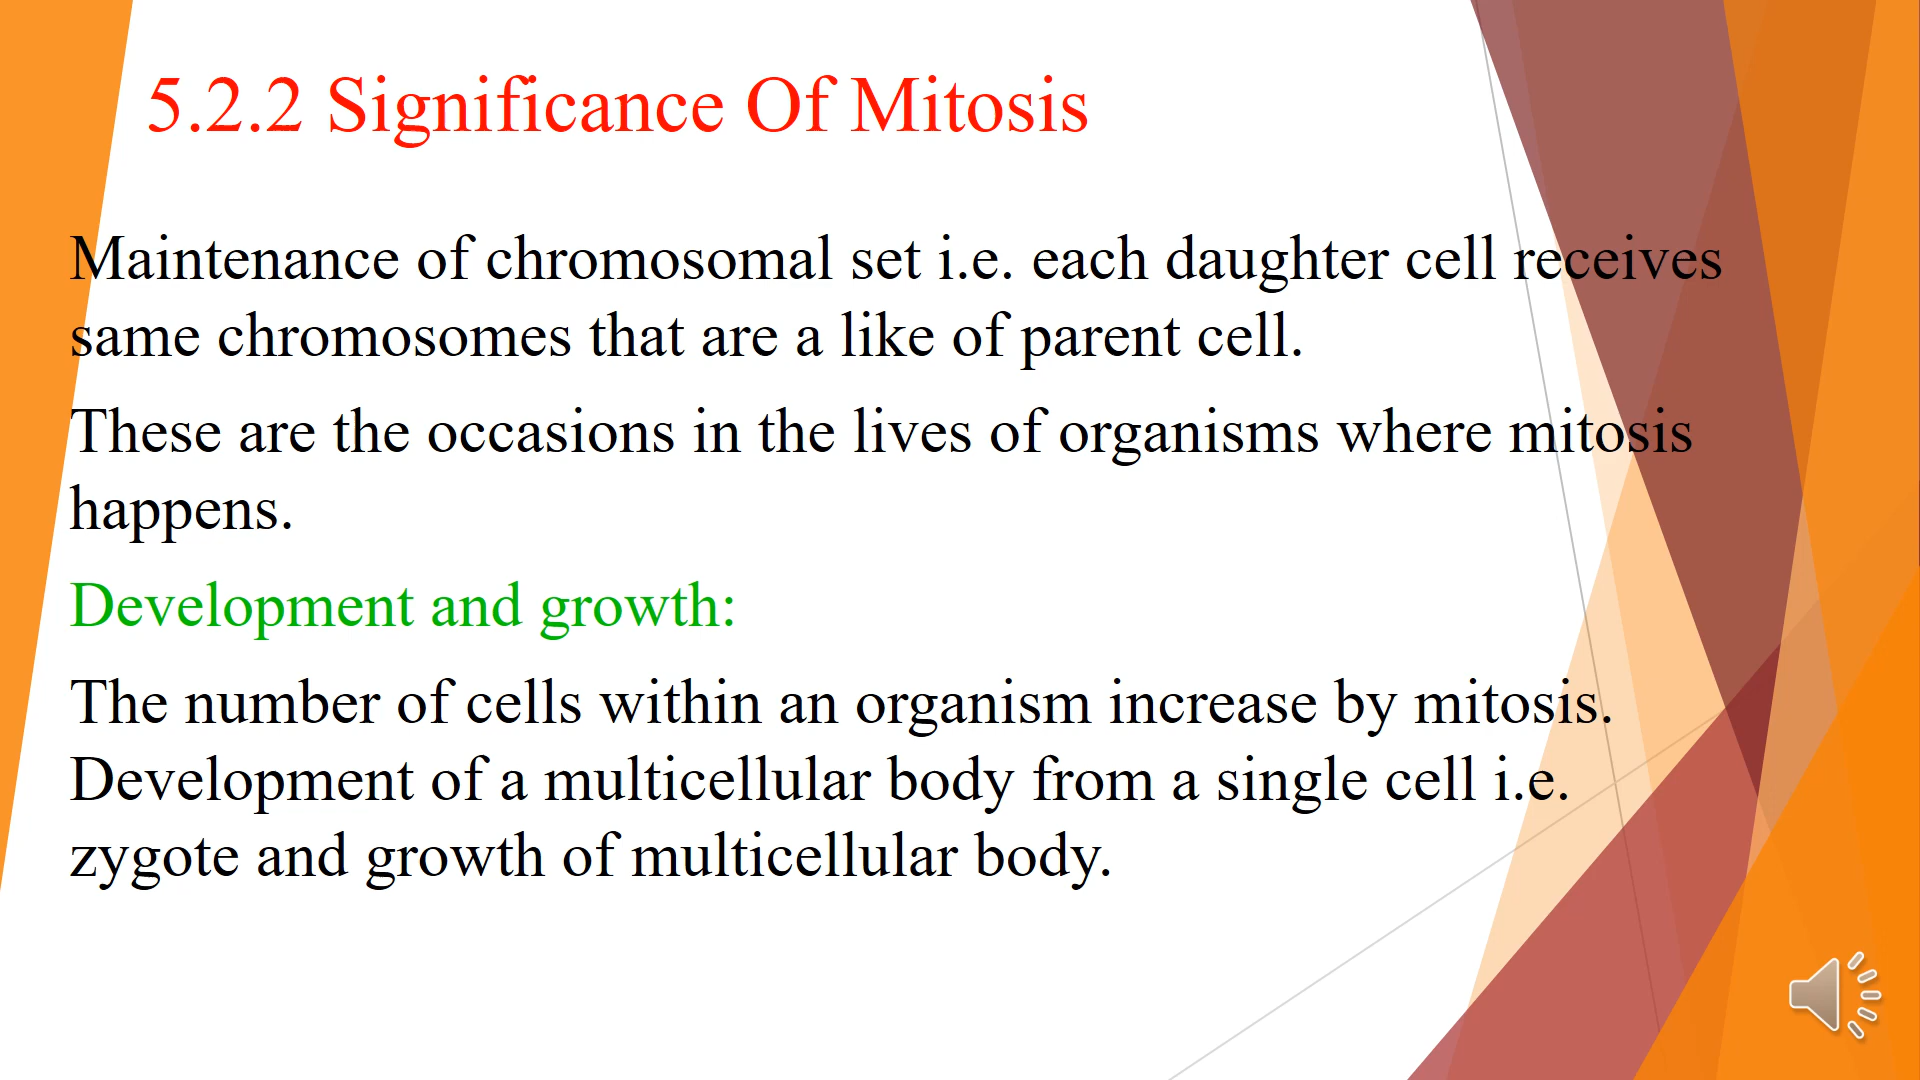 5.2.2 Significance Of Mitosis
Maintenance of chromosomal set i.e. each daughter cell receives
same chromosomes that are a like of parent cell.
These are the occasions in the lives of organisms where mitosis
happens.
Development and growth:
The number of cells within an organism increase by mitosis.
Development of a multicellular body from a single cell i.e.
zygote and growth of multicellular body.